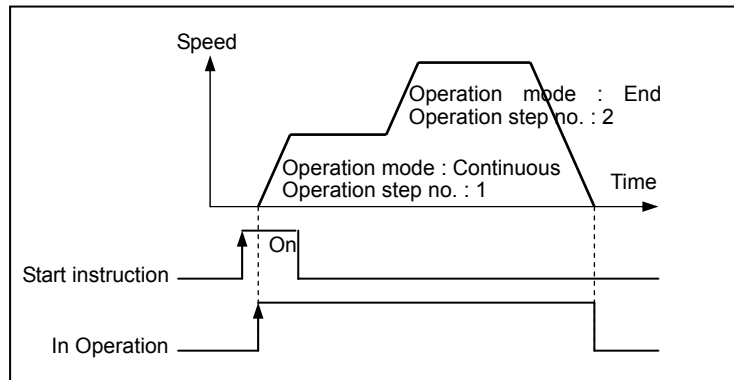 Speed
Operation mode : End
Operation step no. : 2
Operation mode : Continuous
Operation step no. : 1
Time
On
Start instruction
In Operation